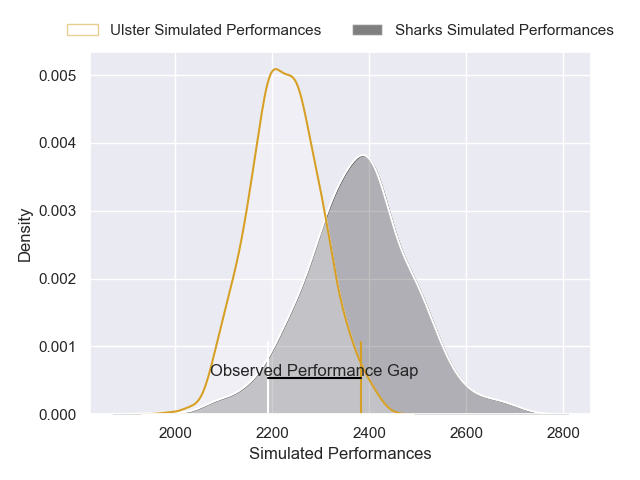 Ulster Simulated Performances
Sharks Simulated Performances
0.005
0.004
0.003
0.002
0.001
0.000
Density
Observed Performance Gap
2000
2200
2400
2600
2800
Simulated Performances